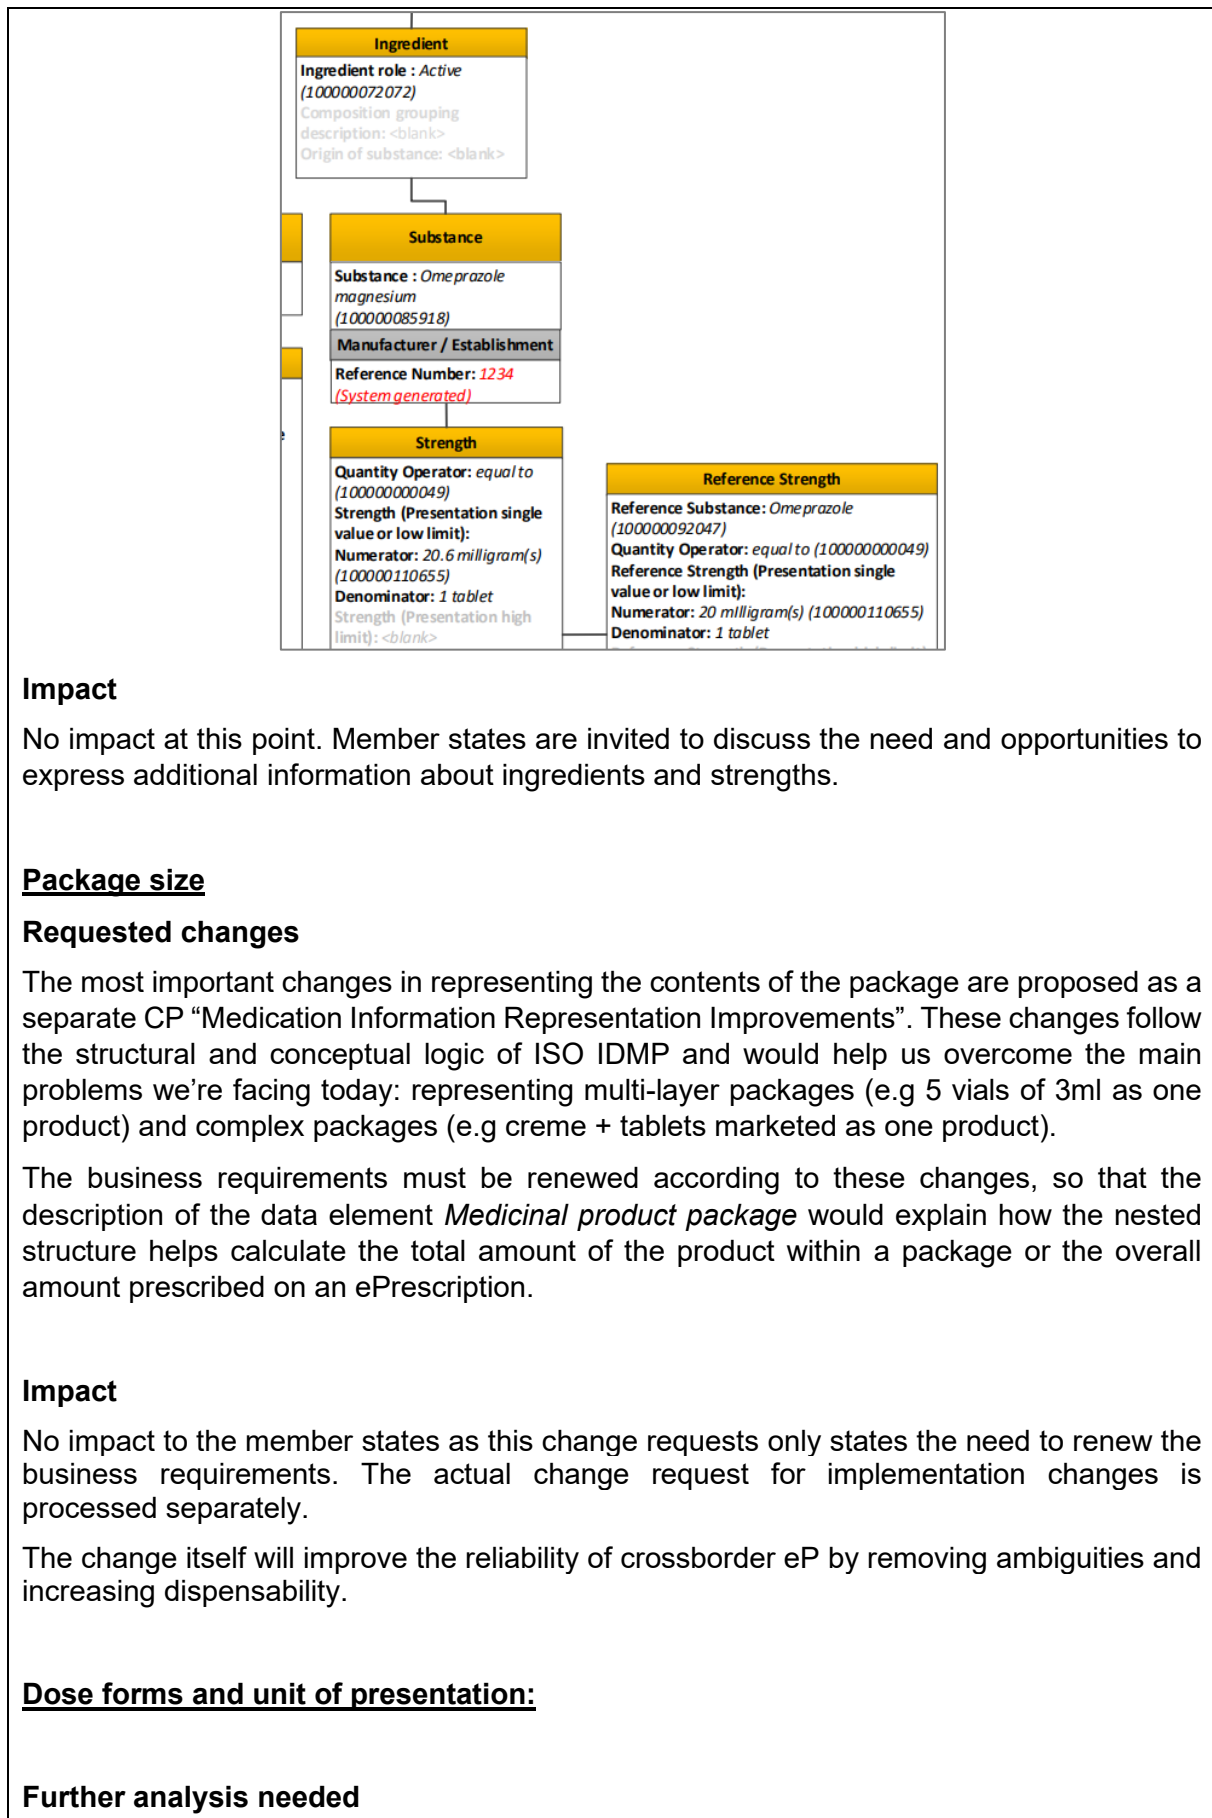 Ingredient
Ingredient role : Active
(100000072072)
Composition grouping
description: <blank>
Origin of substance: <blank>
Substance
Substance : Omeprazole
magnesium
(100000085918)
Manufacturer / Establishment
Reference Number: 1234
(System generated)
Strength
Quantity Operator: equal to
(100000000049)
Strength (Presentation single
value or low limit):
Numerator: 20.6 milligram(s)
(100000110655)
Denominator: 1 tablet
Strength (Presentation high
limit): <blank>
Reference Strength
Reference Substance: Omeprazole
(100000092047)
Quantity Operator: equal to (100000000049)
Reference Strength (Presentation single
value or low limit):
Numerator: 20 mIlligram(s) (100000110655)
Denominator: 1 tablet
Impact
No impact at this point. Member states are invited to discuss the need and opportunities to
express additional information about ingredients and strengths.
Package size
Requested changes
The most important changes in representing the contents of the package are proposed as a
separate CP “Medication Information Representation Improvements”. These changes follow
the structural and conceptual logic of ISO IDMP and would help us overcome the main
problems we’re facing today: representing multi-layer packages (e.g 5 vials of 3ml as one
product) and complex packages (e.g creme + tablets marketed as one product).
The business requirements must be renewed according to these changes, so that the
description of the data element Medicinal product package would explain how the nested
structure helps calculate the total amount of the product within a package or the overall
amount prescribed on an ePrescription.
Impact
No impact to the member states as this change requests only states the need to renew the
business requirements. The actual change request for implementation changes is
processed separately.
The change itself will improve the reliability of crossborder eP by removing ambiguities and
increasing dispensability.
Dose forms and unit of presentation:
Further analysis needed